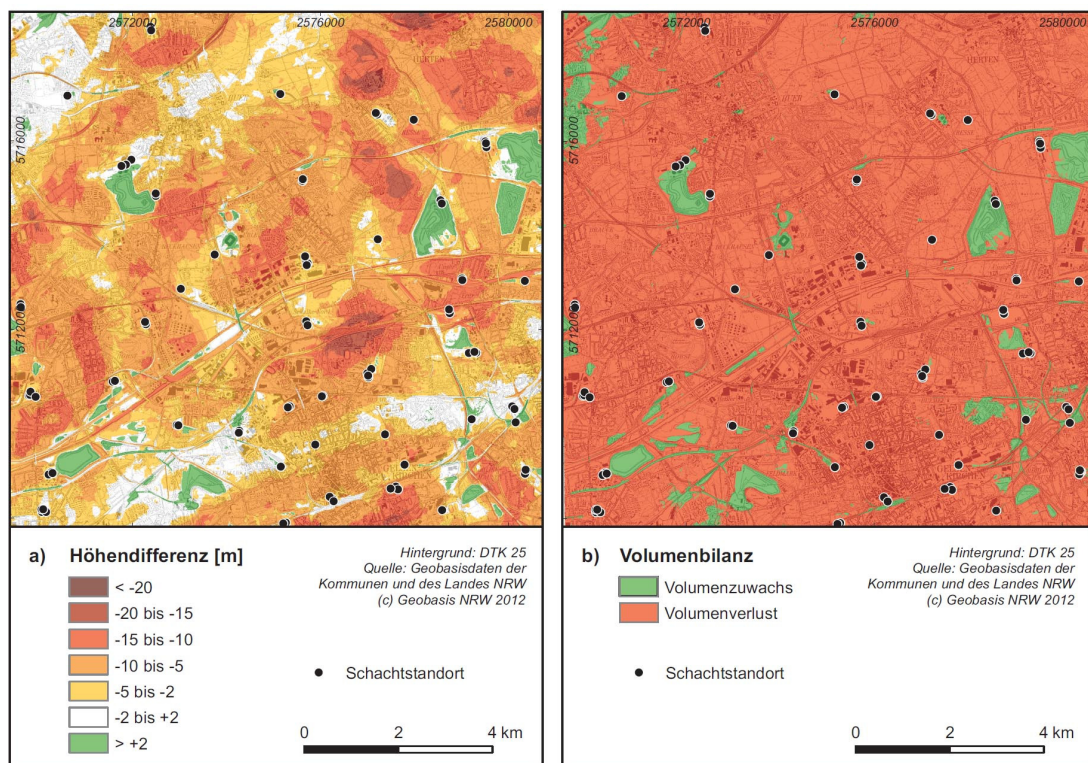 2572000
2576000
2580000
5716000
5712000
HERTEN
a) Höhendifferenz [m]
Hintergrund: DTK 25
Quelle: Geobasisdaten der
Kommunen und des Landes NRW
(c) Geobasis NRW 2012
< -20
-20 bis -15
-15 bis -10
-10 bis -5
-5 bis -2
-2 bis +2
> +2
Schachtstandort
0 2 4 km
2572000
2576000
2580000
5716000
5712000
HERTEN
b) Volumenbilanz
Hintergrund: DTK 25
Quelle: Geobasisdaten der
Kommunen und des Landes NRW
(c) Geobasis NRW 2012
Volumenzuwachs
Volumenverlust
Schachtstandort
0 2 4 km